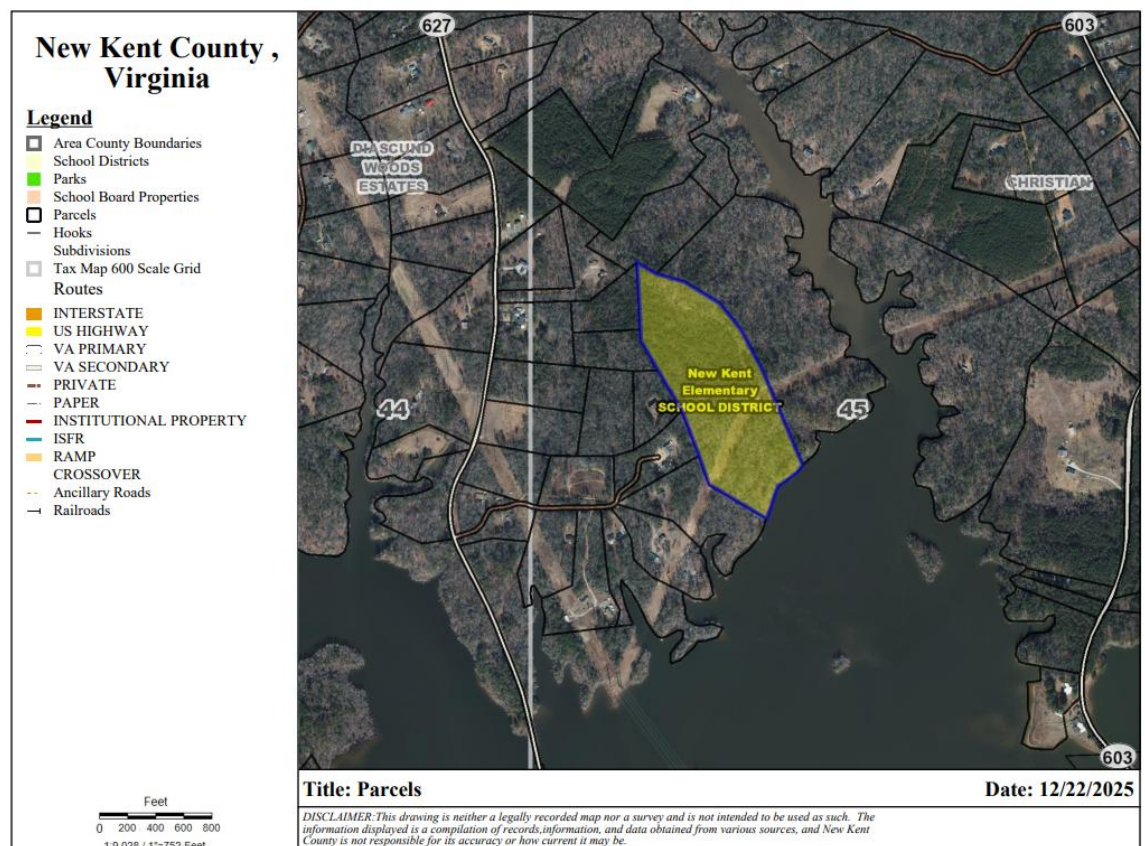 New Kent County ,
Virginia
Legend
Area County Boundaries
School Districts
Parks
School Board Properties
Parcels
Hooks
Subdivisions
Tax Map 600 Scale Grid
Routes
INTERSTATE
US HIGHWAY
VA PRIMARY
VA SECONDARY
PRIVATE
PAPER
INSTITUTIONAL PROPERTY
ISFR
RAMP
CROSSOVER
Ancillary Roads
Railroads
Feet
0 200 400 600 800
1:9,028 / 1"=752 Feet
627
603
DIASCUND
WOODS
ESTATES
CHRISTIAN
New Kent
Elementary
SCHOOL DISTRICT
44
45
603
Title: Parcels
Date: 12/22/2025
DISCLAIMER:This drawing is neither a legally recorded map nor a survey and is not intended to be used as such. The
information displayed is a compilation of records,information, and data obtained from various sources, and New Kent
County is not responsible for its accuracy or how current it may be.